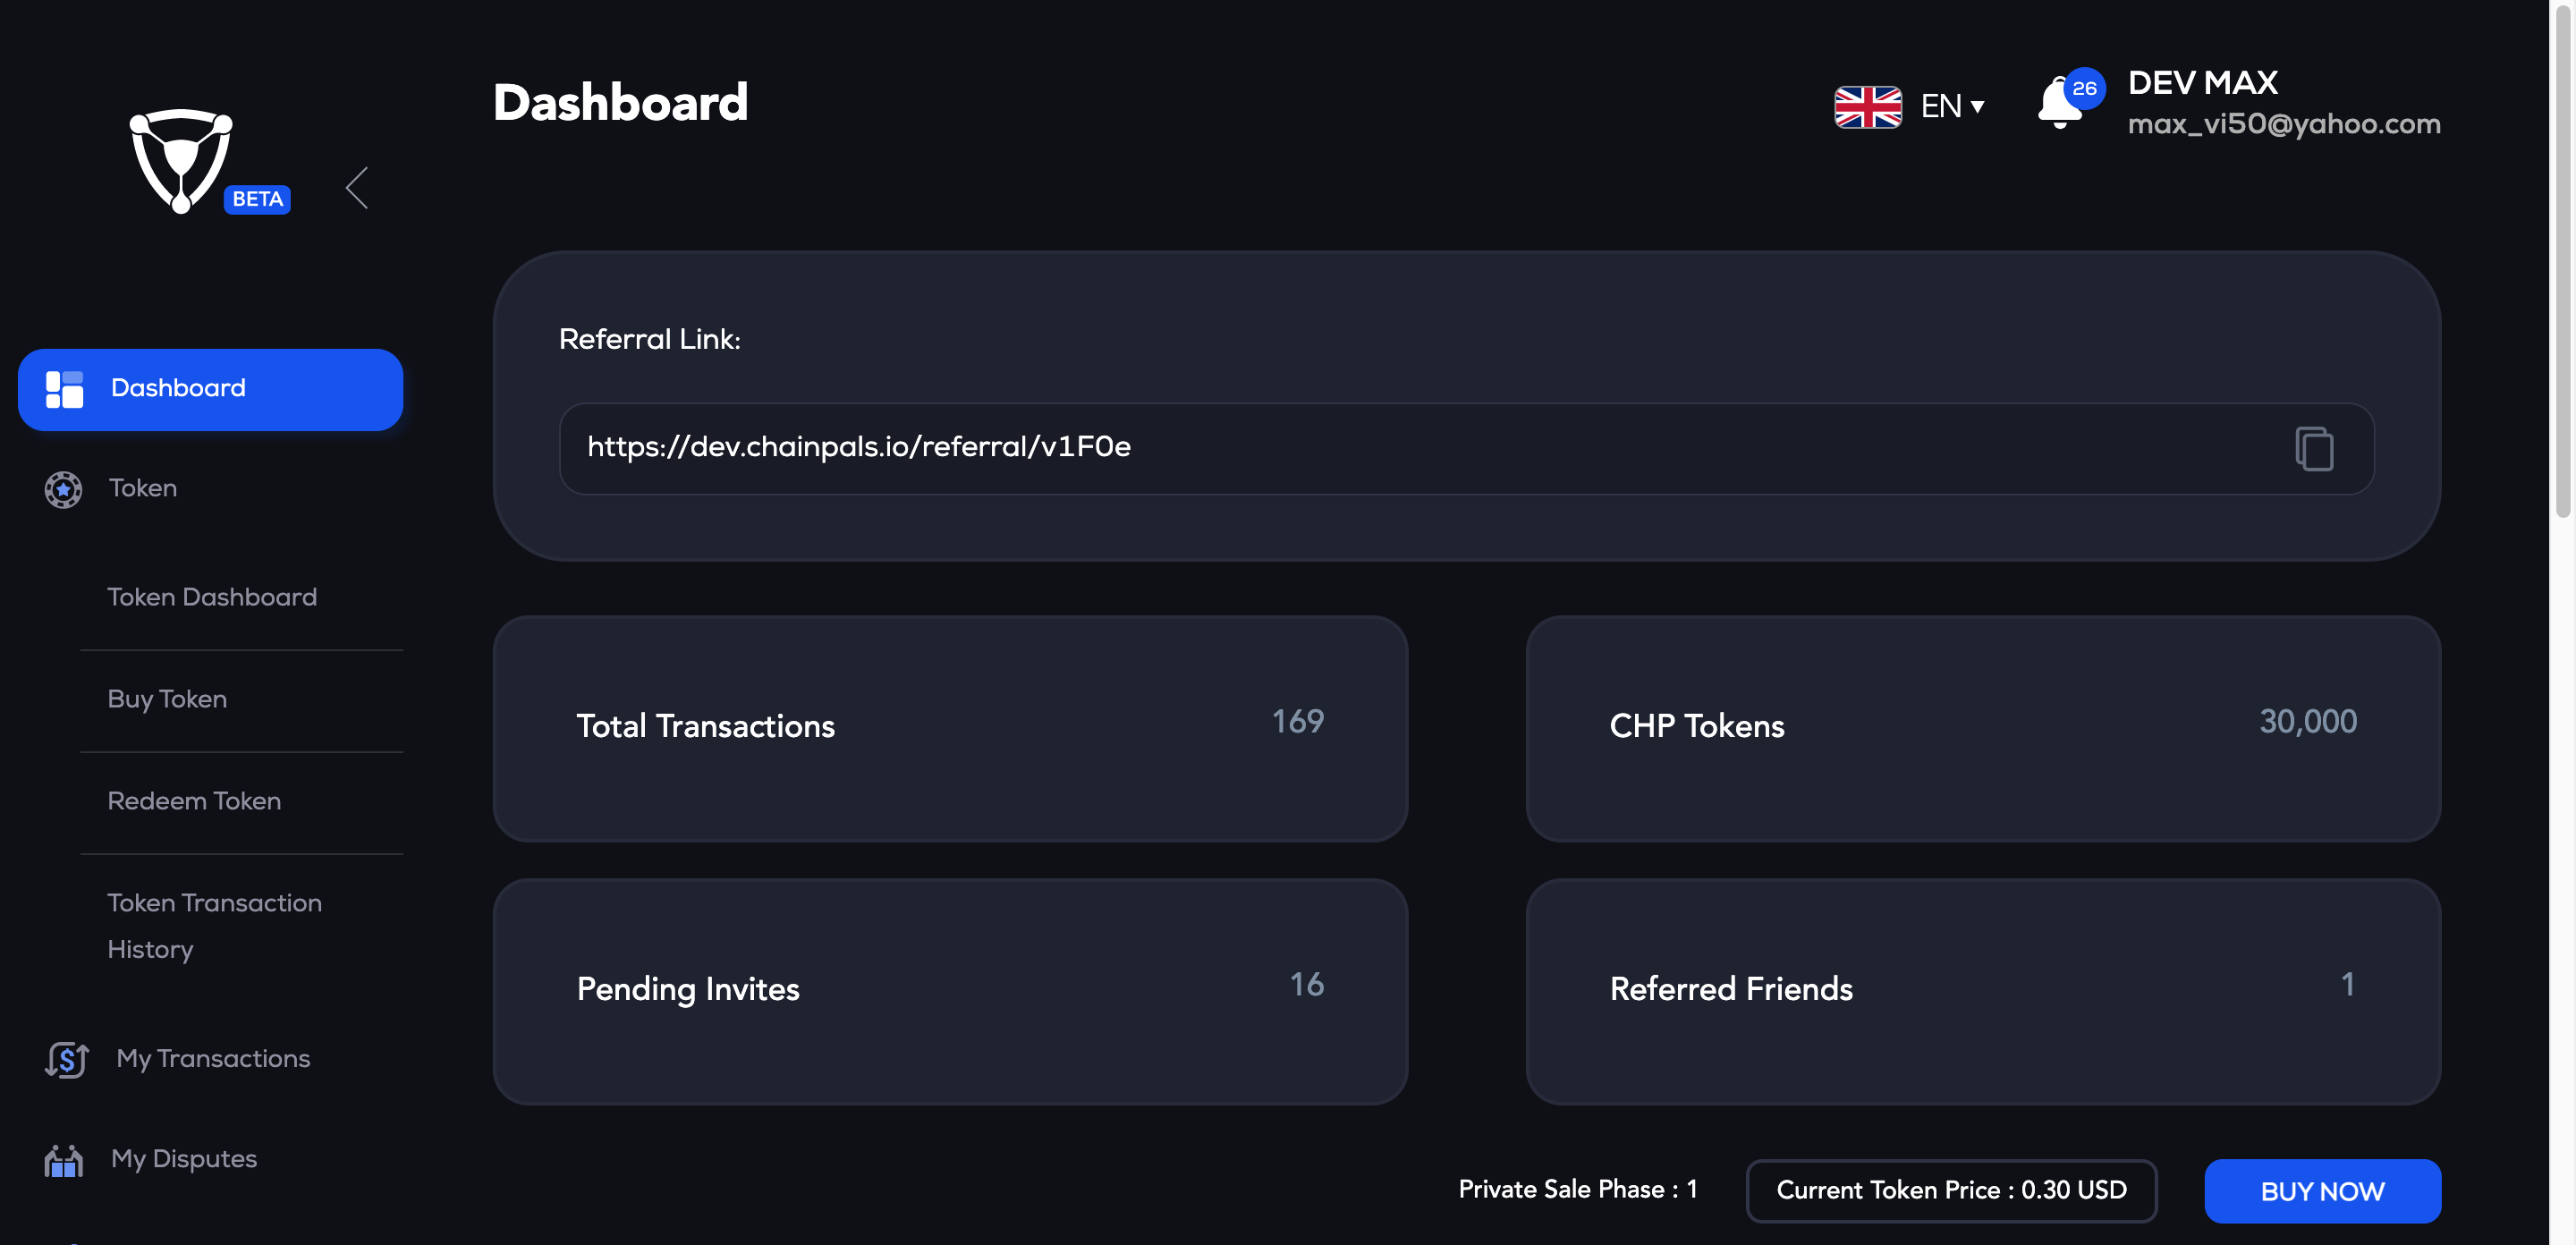 BETA
Dashboard
Token
Token Dashboard
Buy Token
Redeem Token
Token Transaction
History
My Transactions
My Disputes
Dashboard
EN
26
DEV MAX
max_vi50@yahoo.com
Referral Link:
https://dev.chainpals.io/referral/v1F0e
Total Transactions 169
CHP Tokens 30,000
Pending Invites 16
Referred Friends 1
Private Sale Phase : 1
Current Token Price : 0.30 USD
BUY NOW